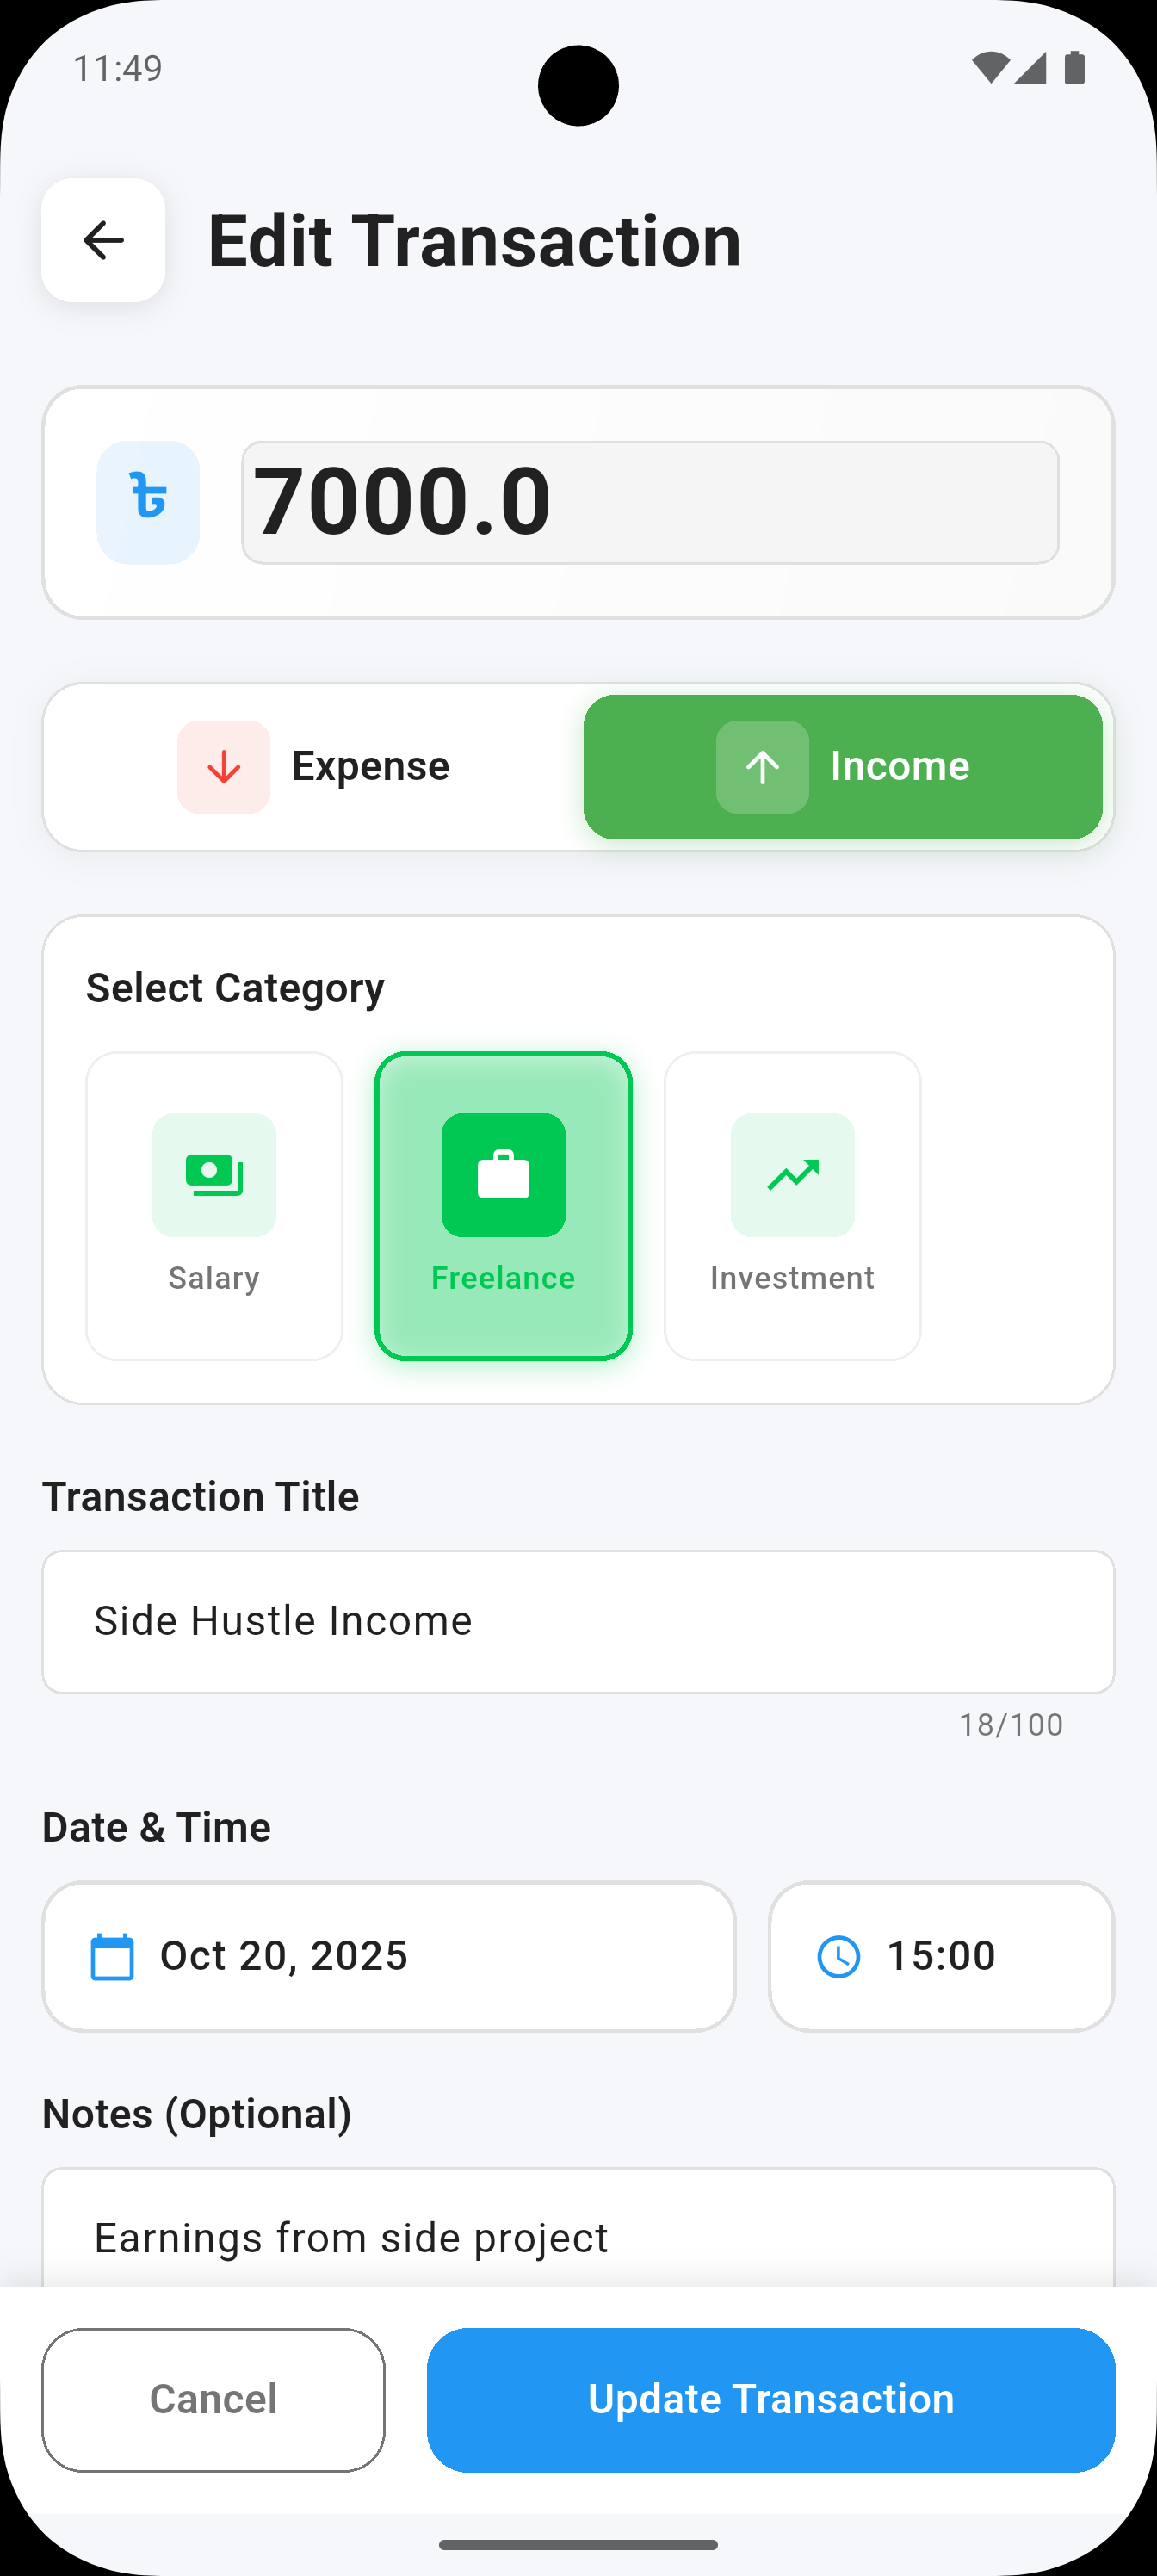 11:49
Edit Transaction
৳
7000.0
Expense
Income
Select Category
Salary
Freelance
Investment
Transaction Title
Side Hustle Income
18/100
Date & Time
Oct 20, 2025
15:00
Notes (Optional)
Earnings from side project
Cancel
Update Transaction